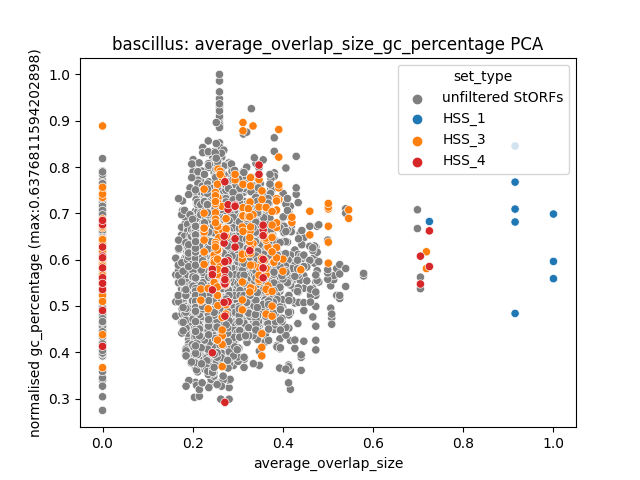 bascillus: average_overlap_size_gc_percentage PCA
set_type
unfiltered StORFs
HSS_1
HSS_3
HSS_4
normalised gc_percentage (max:0.6376811594202898)
1.0
0.9
0.8
0.7
0.6
0.5
0.4
0.3
0.0 0.2 0.4 0.6 0.8 1.0
average_overlap_size